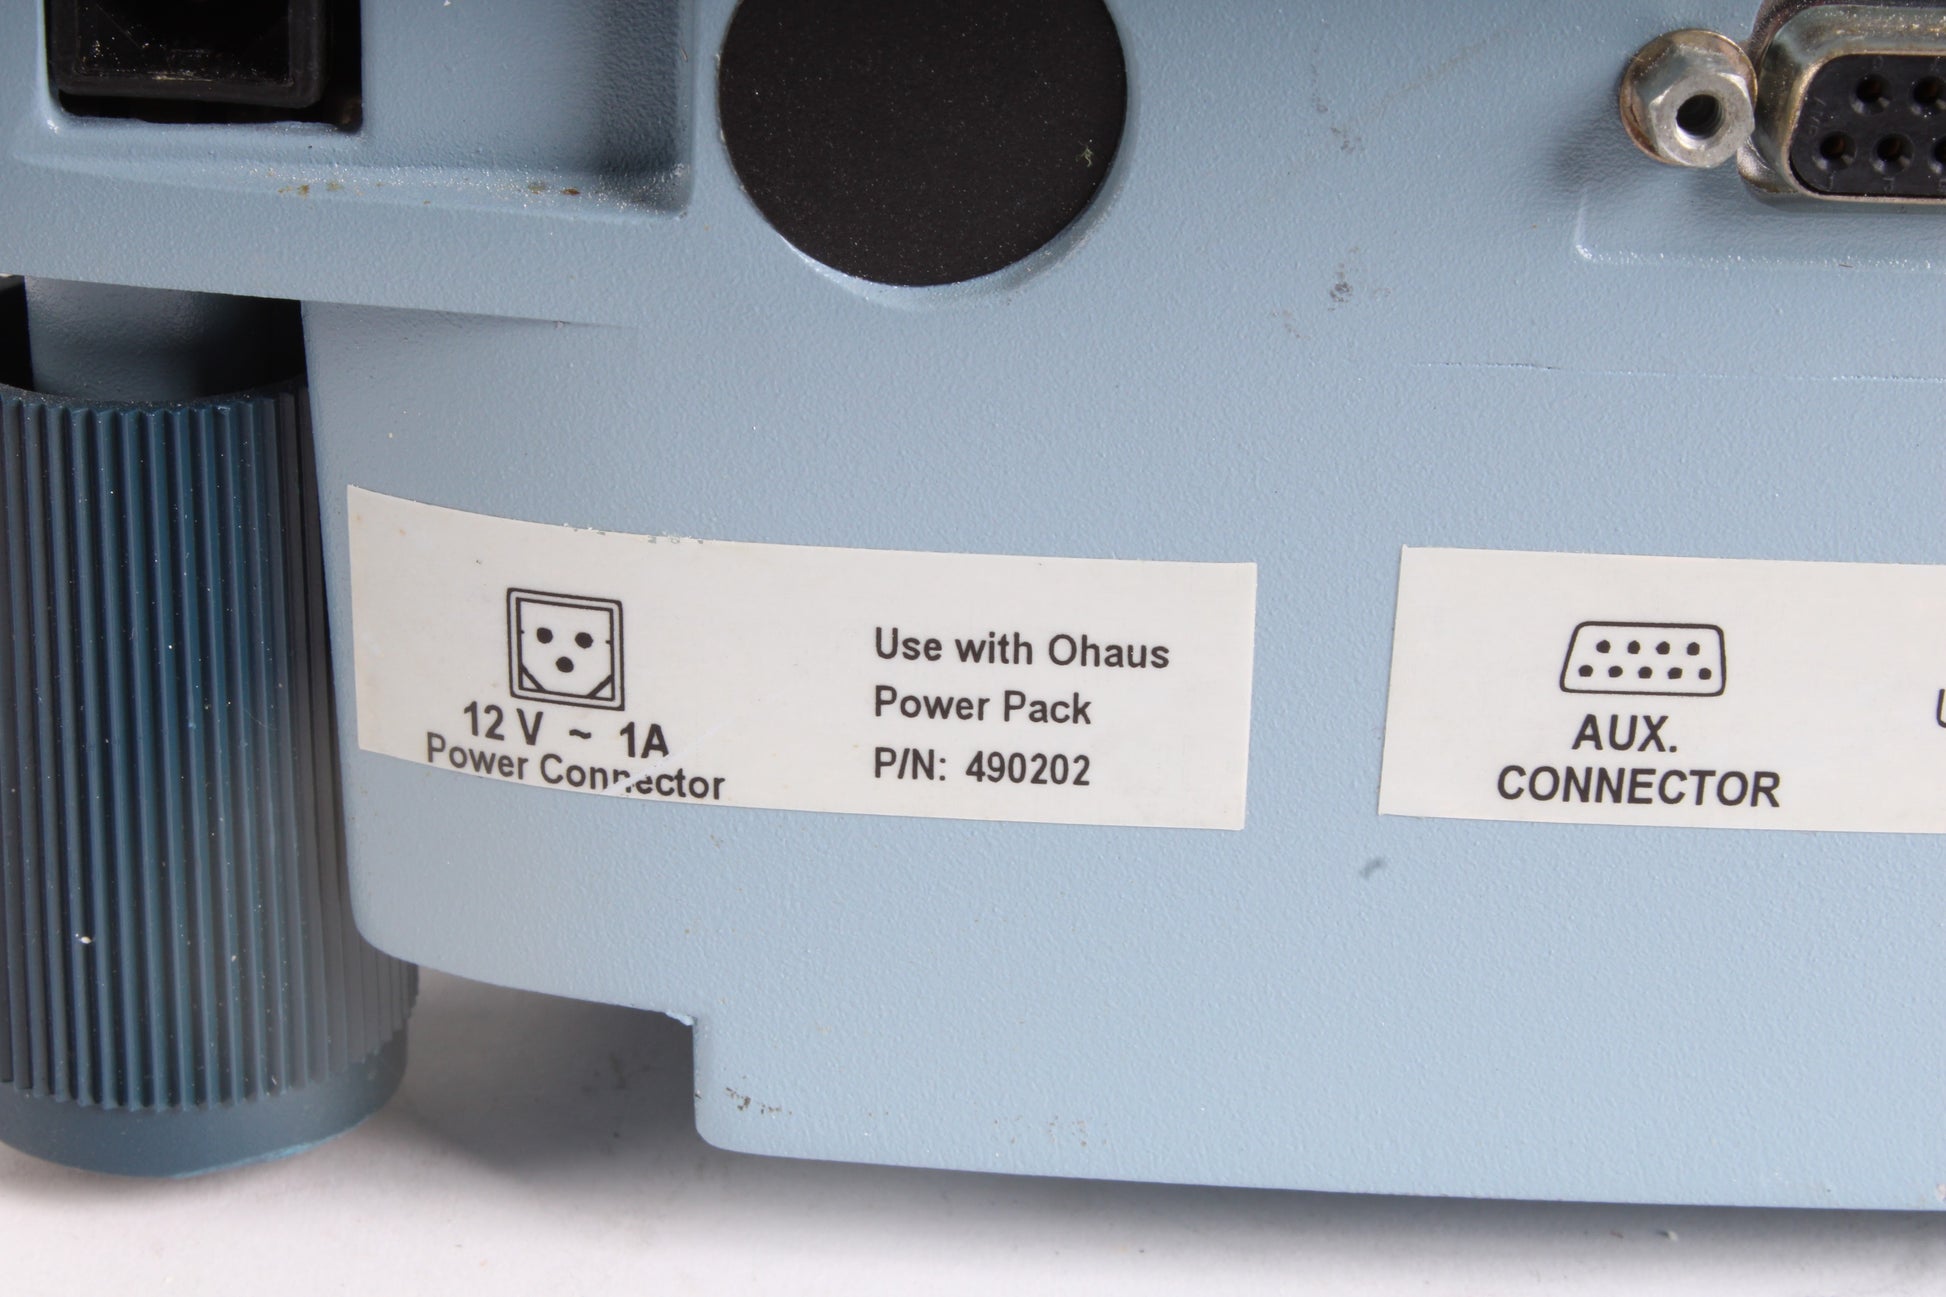 12 V ~ 1A
Power Connector
Use with Ohaus
Power Pack
P/N: 490202
AUX.
CONNECTOR